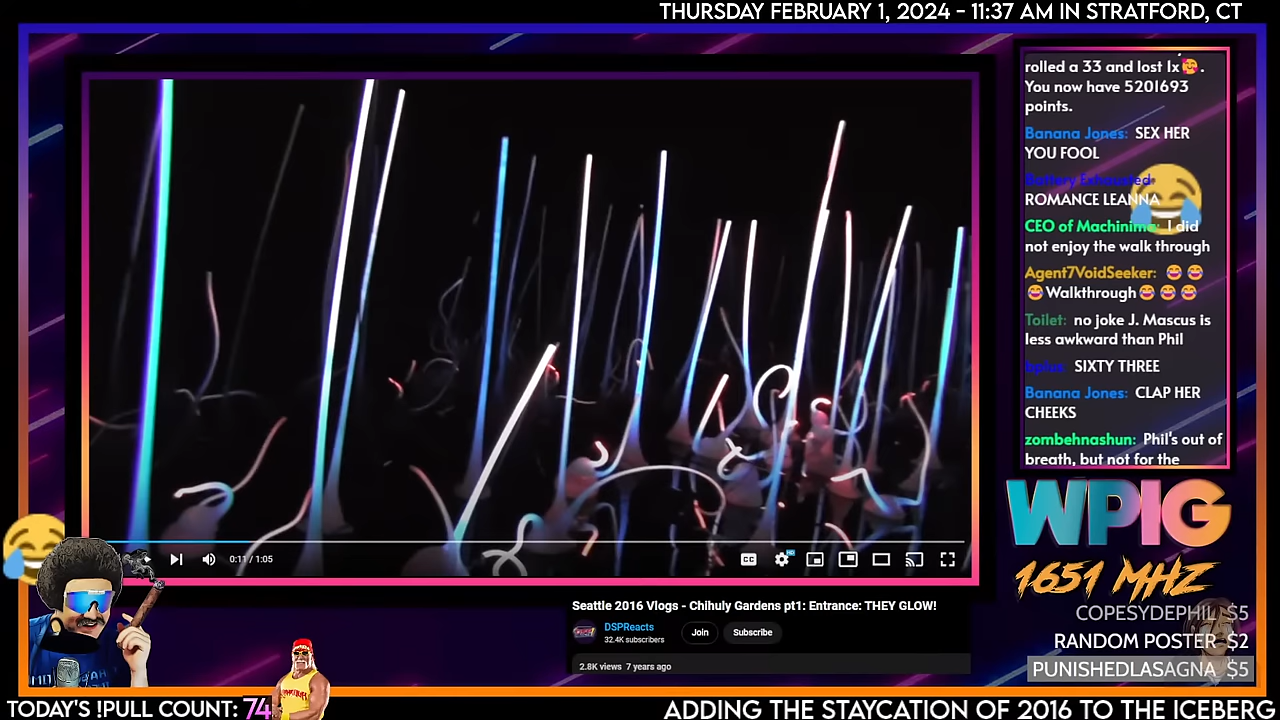 THURSDAY FEBRUARY 1, 2024 - 11:37 AM IN STRATFORD, CT
rolled a 33 and lost 1x🥰.
You now have 5201693
points.
Banana Jones: SEX HER
YOU FOOL
Buttery Exhausted:
ROMANCE LEANNA
CEO of Machinima: I did
not enjoy the walk through
Agent7VoidSeeker: 😂 😂
😂Walkthrough😂 😂 😂
Toilet: no joke J. Mascus is
less awkward than Phil
SIXTY THREE
Banana Jones: CLAP HER
CHEEKS
zombehnashun: Phil's out of
breath, but not for the
0:11 / 1:05
CC
HD
WPIG
1651 MHZ
COPESYDEPHIL $5
RANDOM POSTER $2
PUNISHEDLASAGNA $5
Seattle 2016 Vlogs - Chihuly Gardens pt1: Entrance: THEY GLOW!
DSPReacts
32.4K subscribers
Join
Subscribe
2.8K views 7 years ago
TODAY'S !PULL COUNT: 74
ADDING THE STAYCATION OF 2016 TO THE ICEBERG